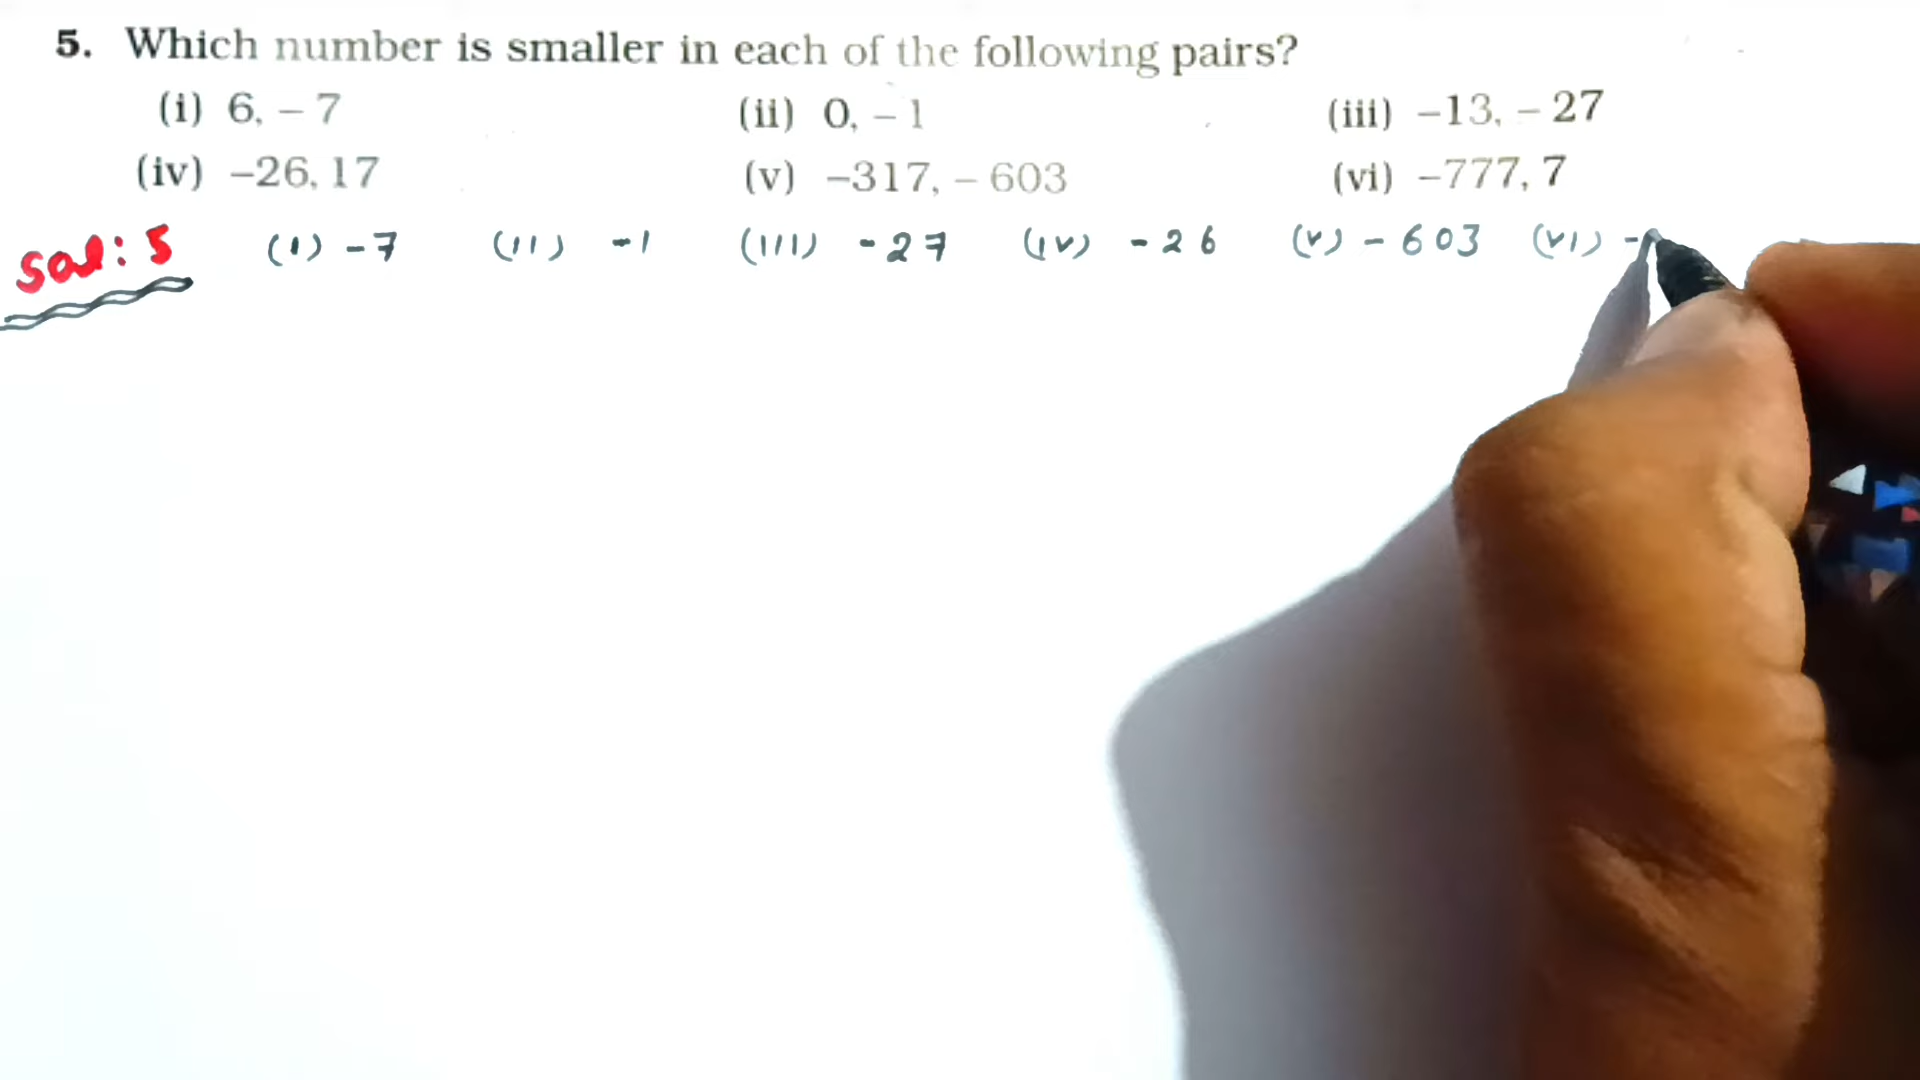 5. Which number is smaller in each of the following pairs?
(i) 6, – 7 (ii) 0, – 1 (iii) –13, – 27
(iv) –26, 17 (v) –317, – 603 (vi) –777, 7
Sol: 5 (i) -7 (ii) -1 (iii) -27 (iv) -26 (v) -603 (vi) -